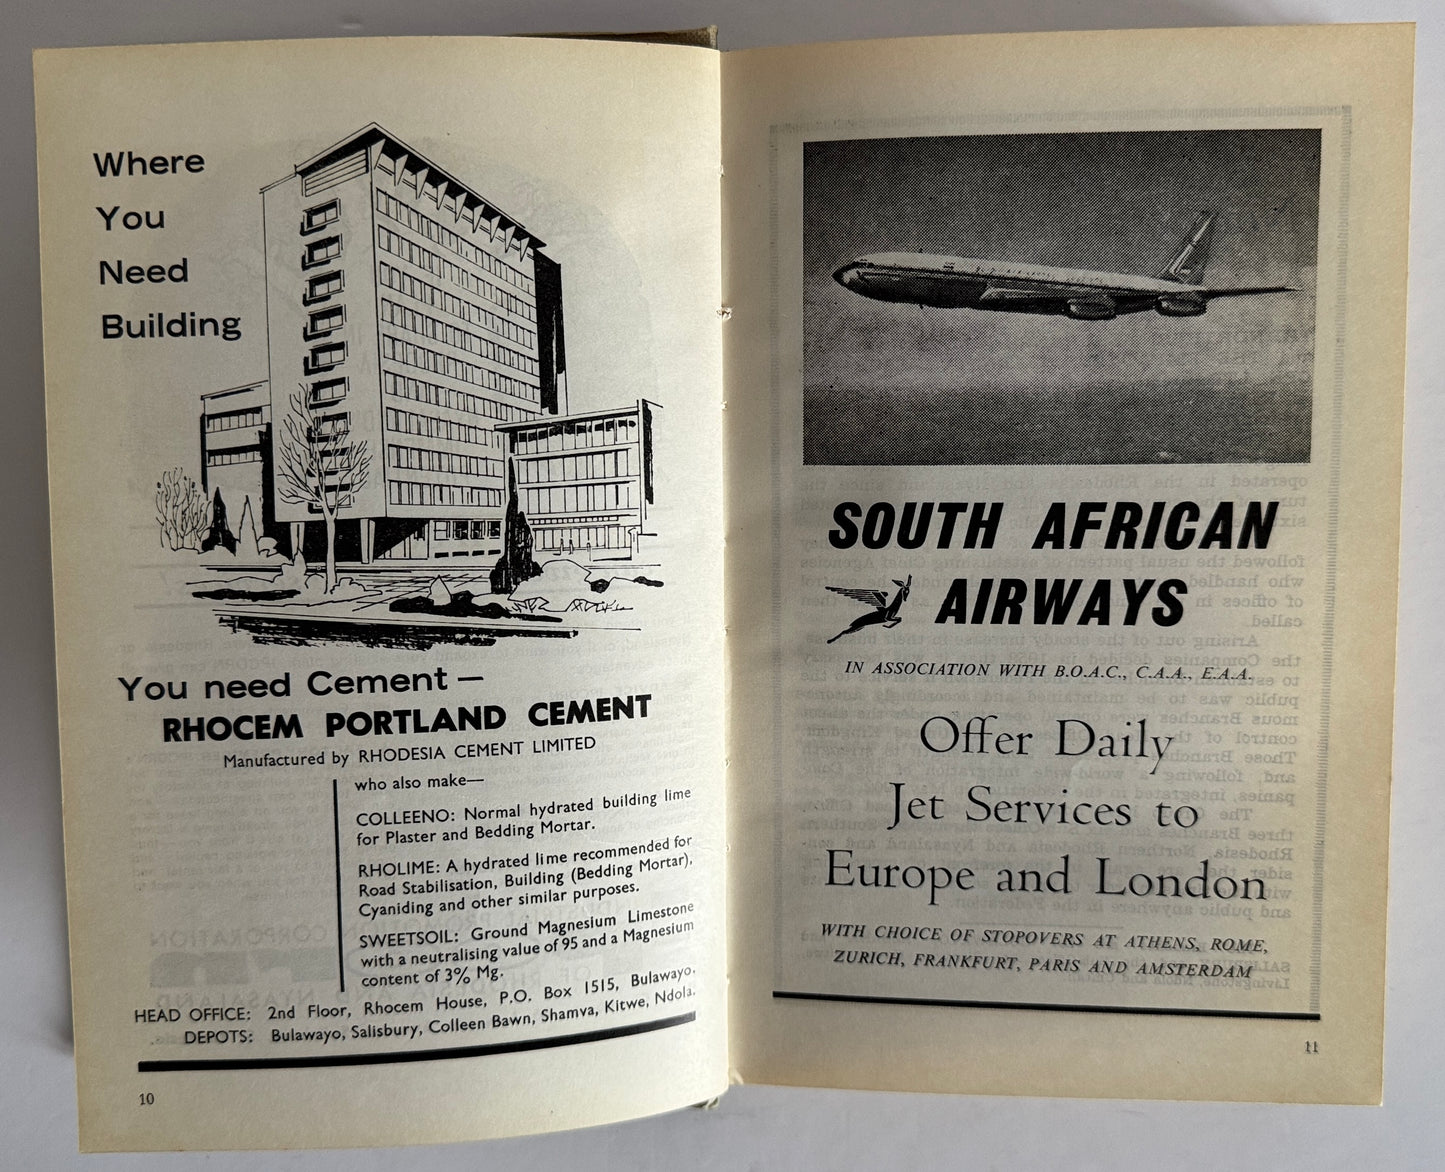 Where
You
Need
Building
You need Cement —
RHOCEM PORTLAND CEMENT
Manufactured by RHODESIA CEMENT LIMITED
who also make—
COLLEENO: Normal hydrated building lime
for Plaster and Bedding Mortar.
RHOLIME: A hydrated lime recommended for
Road Stabilisation, Building (Bedding Mortar),
Cyaniding and other similar purposes.
SWEETSOIL: Ground Magnesium Limestone
with a neutralising value of 95 and a Magnesium
content of 3% Mg.
HEAD OFFICE: 2nd Floor, Rhocem House, P.O. Box 1515, Bulawayo.
DEPOTS: Bulawayo, Salisbury, Colleen Bawn, Shamva, Kitwe, Ndola.
10
SOUTH AFRICAN
AIRWAYS
IN ASSOCIATION WITH B.O.A.C., C.A.A., E.A.A.
Offer Daily
Jet Services to
Europe and London
WITH CHOICE OF STOPOVERS AT ATHENS, ROME,
ZURICH, FRANKFURT, PARIS AND AMSTERDAM
11